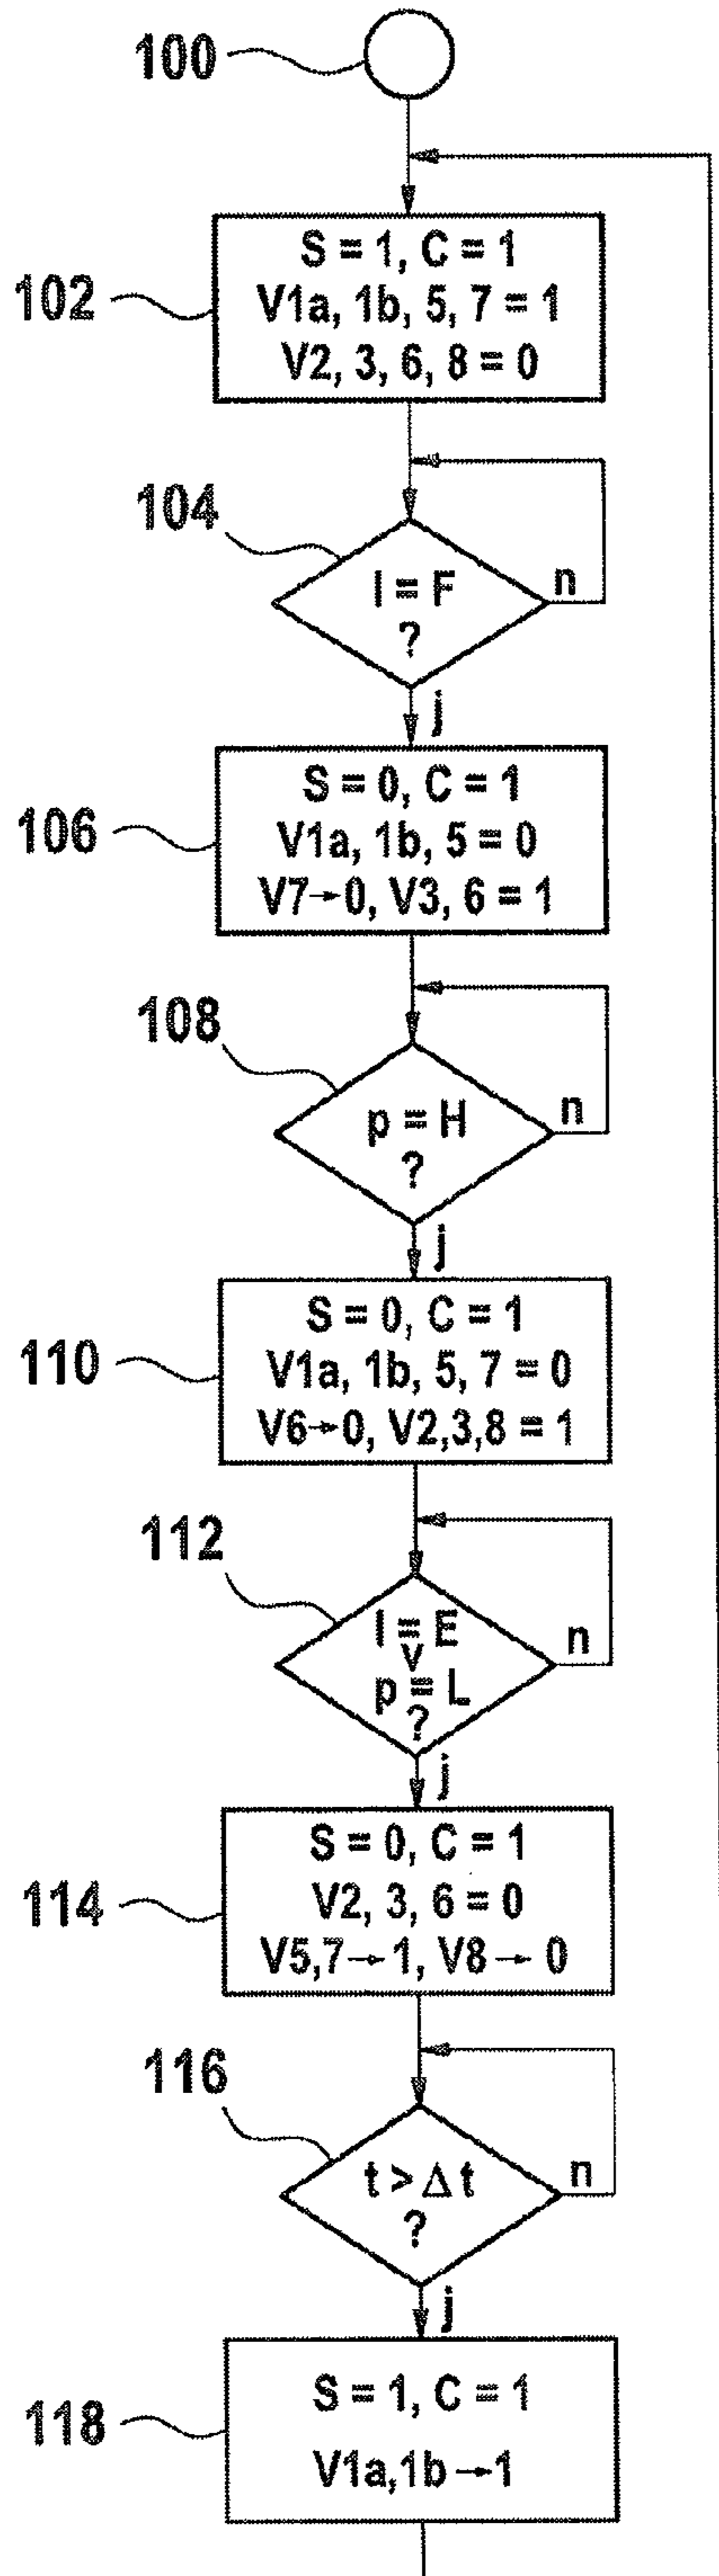 100
102
S = 1, C = 1
V1a, 1b, 5, 7 = 1
V2, 3, 6, 8 = 0
104
I = F
?
n
j
106
S = 0, C = 1
V1a, 1b, 5 = 0
V7→0, V3, 6 = 1
108
p = H
?
n
j
110
S = 0, C = 1
V1a, 1b, 5, 7 = 0
V6→0, V2,3,8 = 1
112
I = E
v
p = L
?
n
j
114
S = 0, C = 1
V2, 3, 6 = 0
V5,7→1, V8→ 0
116
t > Δ t
?
n
j
118
S = 1, C = 1
V1a,1b→1